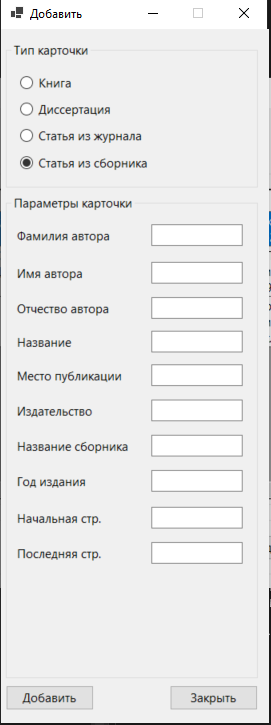 Добавить
Тип карточки
Книга
Диссертация
Статья из журнала
Статья из сборника
Параметры карточки
Фамилия автора
Имя автора
Отчество автора
Название
Место публикации
Издательство
Название сборника
Год издания
Начальная стр.
Последняя стр.
Добавить Закрыть